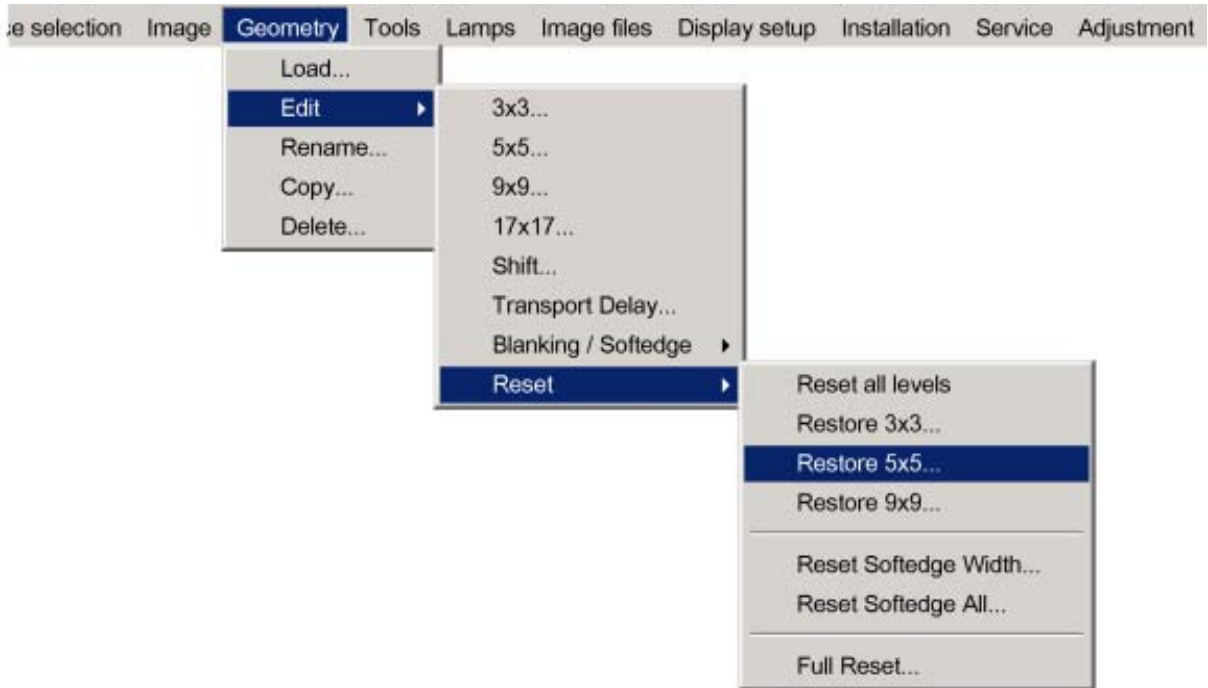 e selection Image Geometry Tools Lamps Image files Display setup Installation Service Adjustment
Load...
Edit
Rename...
Copy...
Delete...
3x3...
5x5...
9x9...
17x17...
Shift...
Transport Delay...
Blanking / Softedge
Reset
Reset all levels
Restore 3x3...
Restore 5x5...
Restore 9x9...
Reset Softedge Width...
Reset Softedge All...
Full Reset...